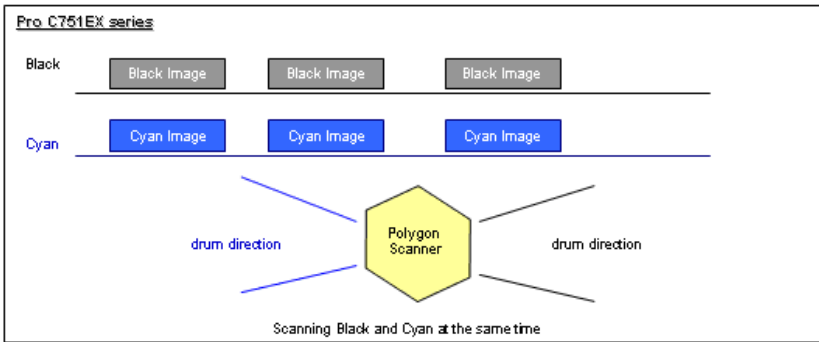 Pro C751EX series
Black
Black Image Black Image Black Image
Cyan
Cyan Image Cyan Image Cyan Image
Polygon
Scanner
drum direction
drum direction
Scanning Black and Cyan at the same time